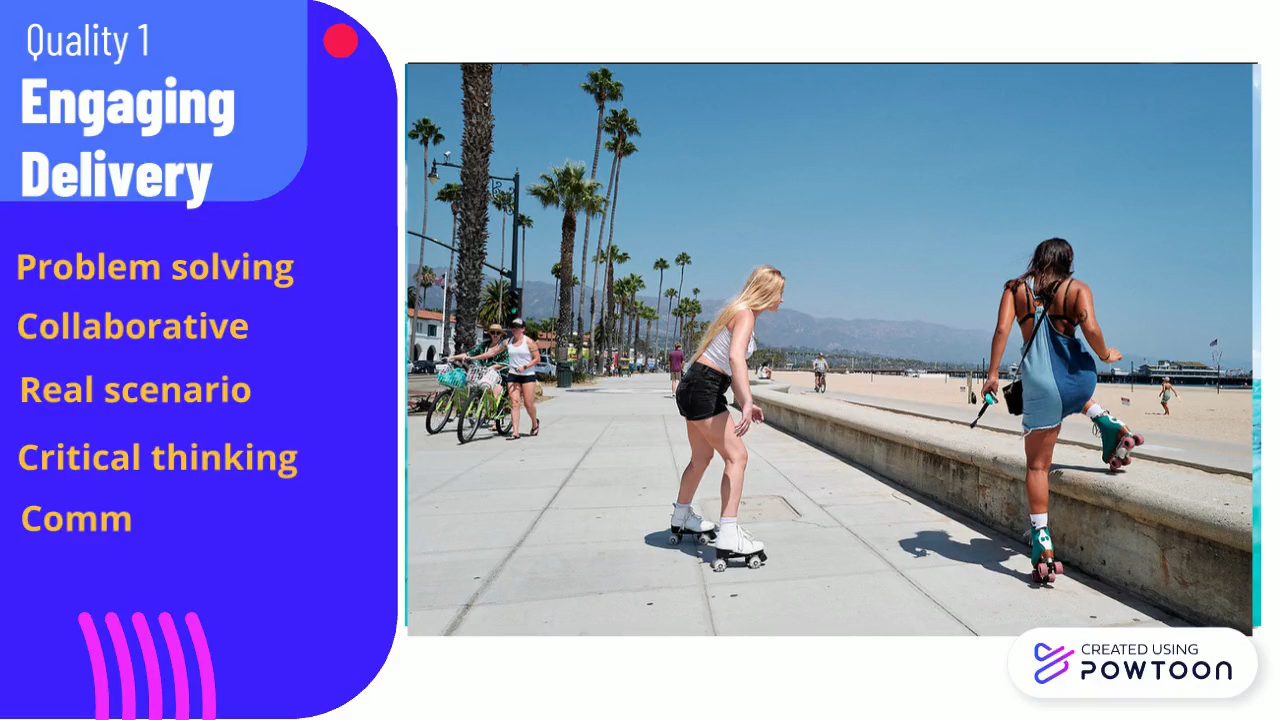 Quality 1
Engaging
Delivery
Problem solving
Collaborative
Real scenario
Critical thinking
Comm
CREATED USING
POWTOON